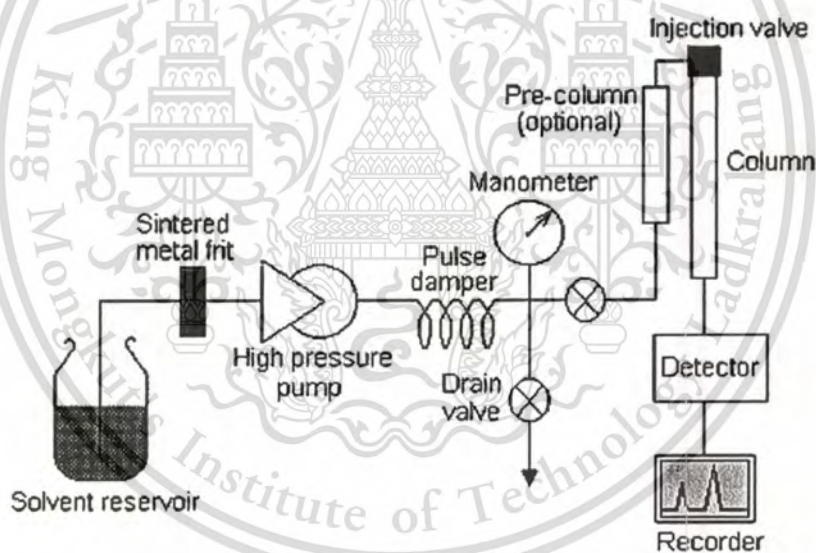 Injection valve
Pre-column
(optional)
Column
Manometer
Sintered
metal frit
Pulse
damper
High pressure
pump
Drain
valve
Detector
Solvent reservoir
Recorder
King Mongkut's Institute of Technology Ladkrabang